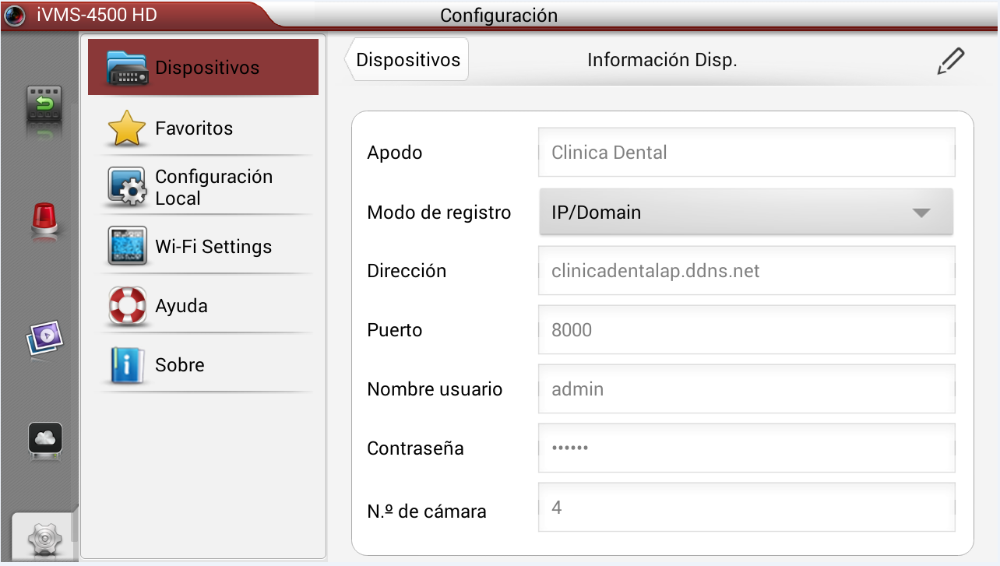 iVMS-4500 HD
Configuración
Dispositivos
Favoritos
Configuración
Local
Wi-Fi Settings
Ayuda
Sobre
Dispositivos
Información Disp.
Apodo
Clinica Dental
Modo de registro
IP/Domain
Dirección
clinicadentalap.ddns.net
Puerto
8000
Nombre usuario
admin
Contraseña
••••••
N.º de cámara
4